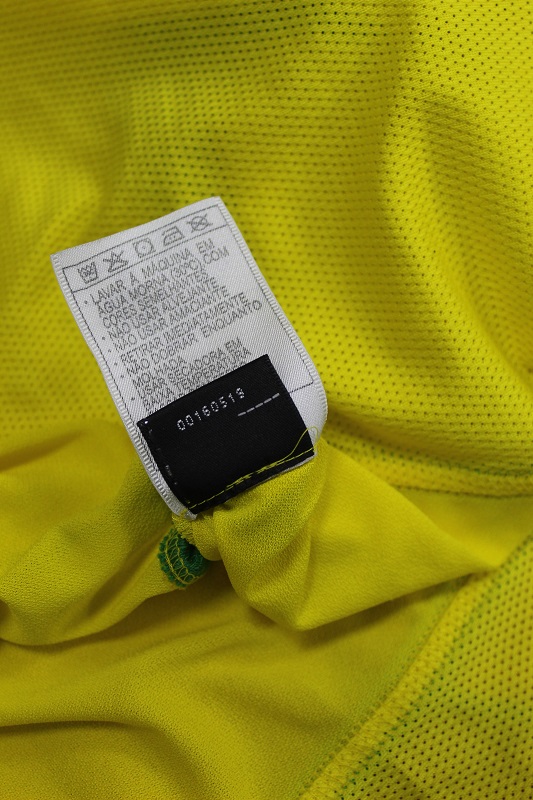 · LAVAR À MÁQUINA EM
ÁGUA MORNA (30ºC) COM
CORES SEMELHANTES
· NÃO USAR ALVEJANTE
· NÃO USAR AMACIANTE
· RETIRAR IMEDIATAMENTE
· NÃO DOBRAR ENQUANTO
MOLHADA
· USAR SECADORA EM
BAIXA TEMPERATURA
00160519